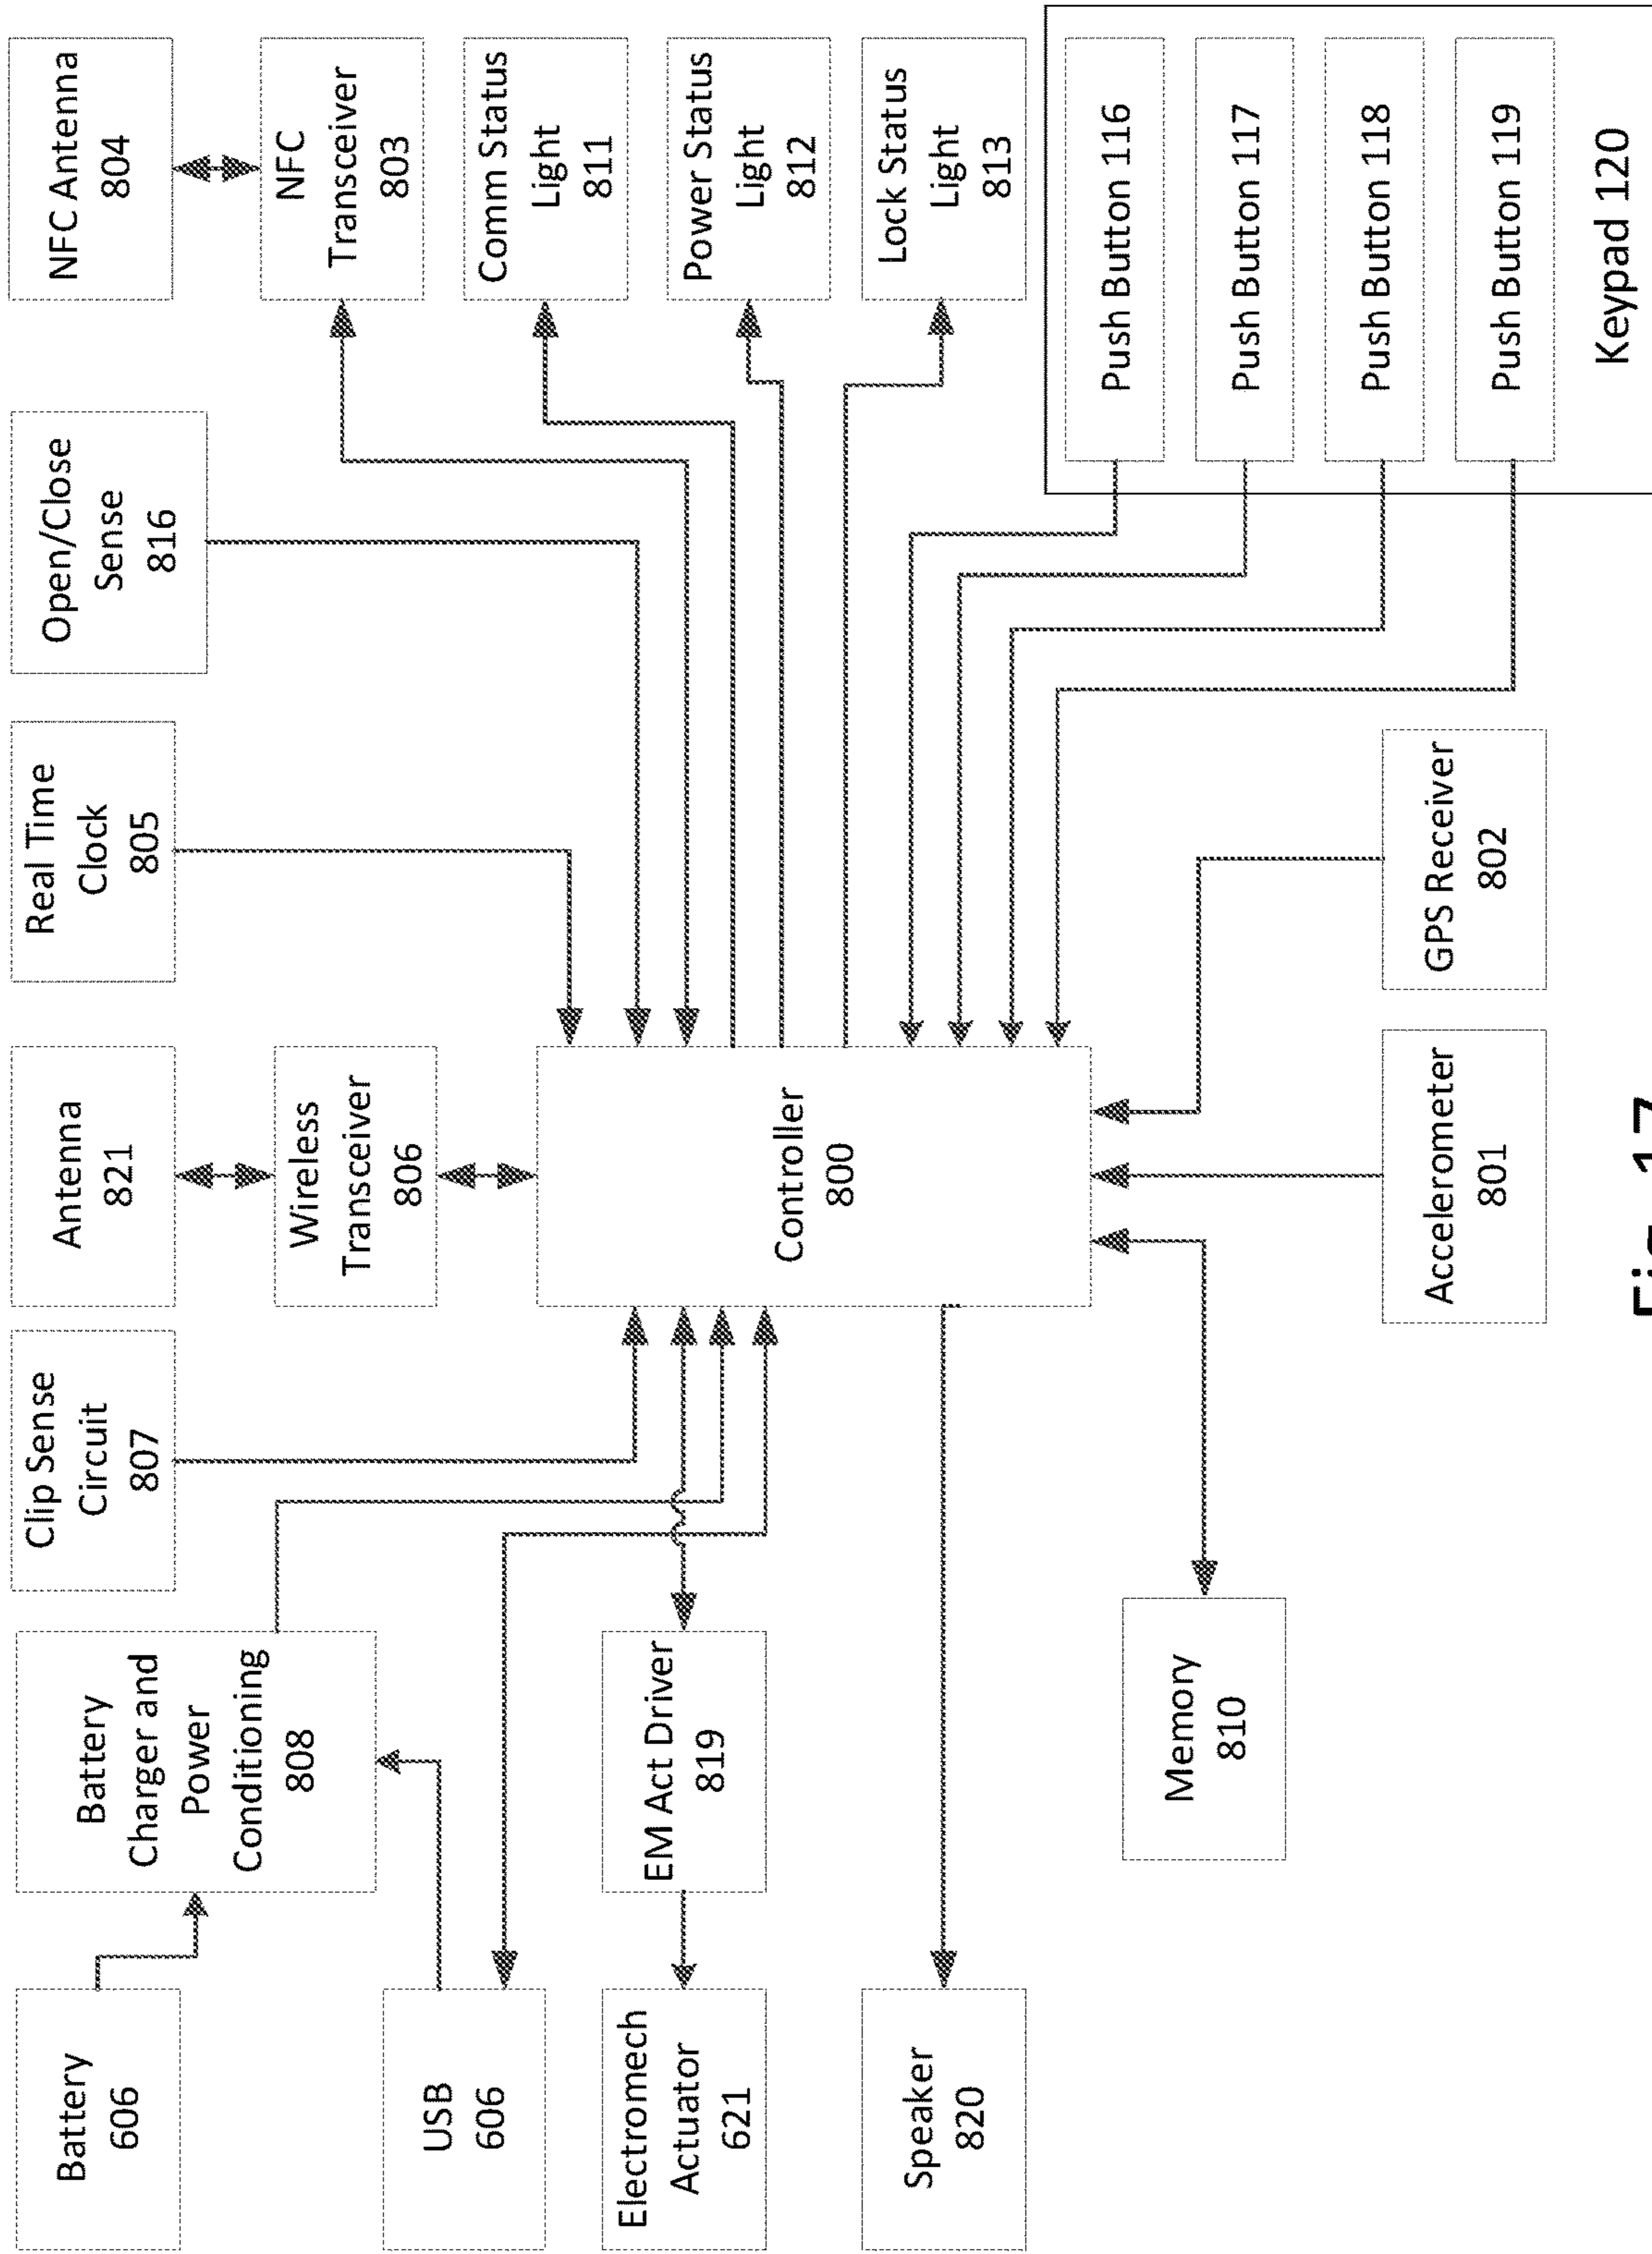 Battery
606
Battery
Charger and
Power
Conditioning
808
Clip Sense
Circuit
807
Antenna
821
Real Time
Clock
805
Open/Close
Sense
816
NFC Antenna
804
USB
606
Wireless
Transceiver
806
NFC
Transceiver
803
Electromech
Actuator
621
EM Act Driver
819
Comm Status
Light
811
Controller
800
Power Status
Light
812
Speaker
820
Lock Status
Light
813
Memory
810
Push Button 116
Push Button 117
Push Button 118
Push Button 119
Keypad 120
Accelerometer
801
GPS Receiver
802
Fig. 17